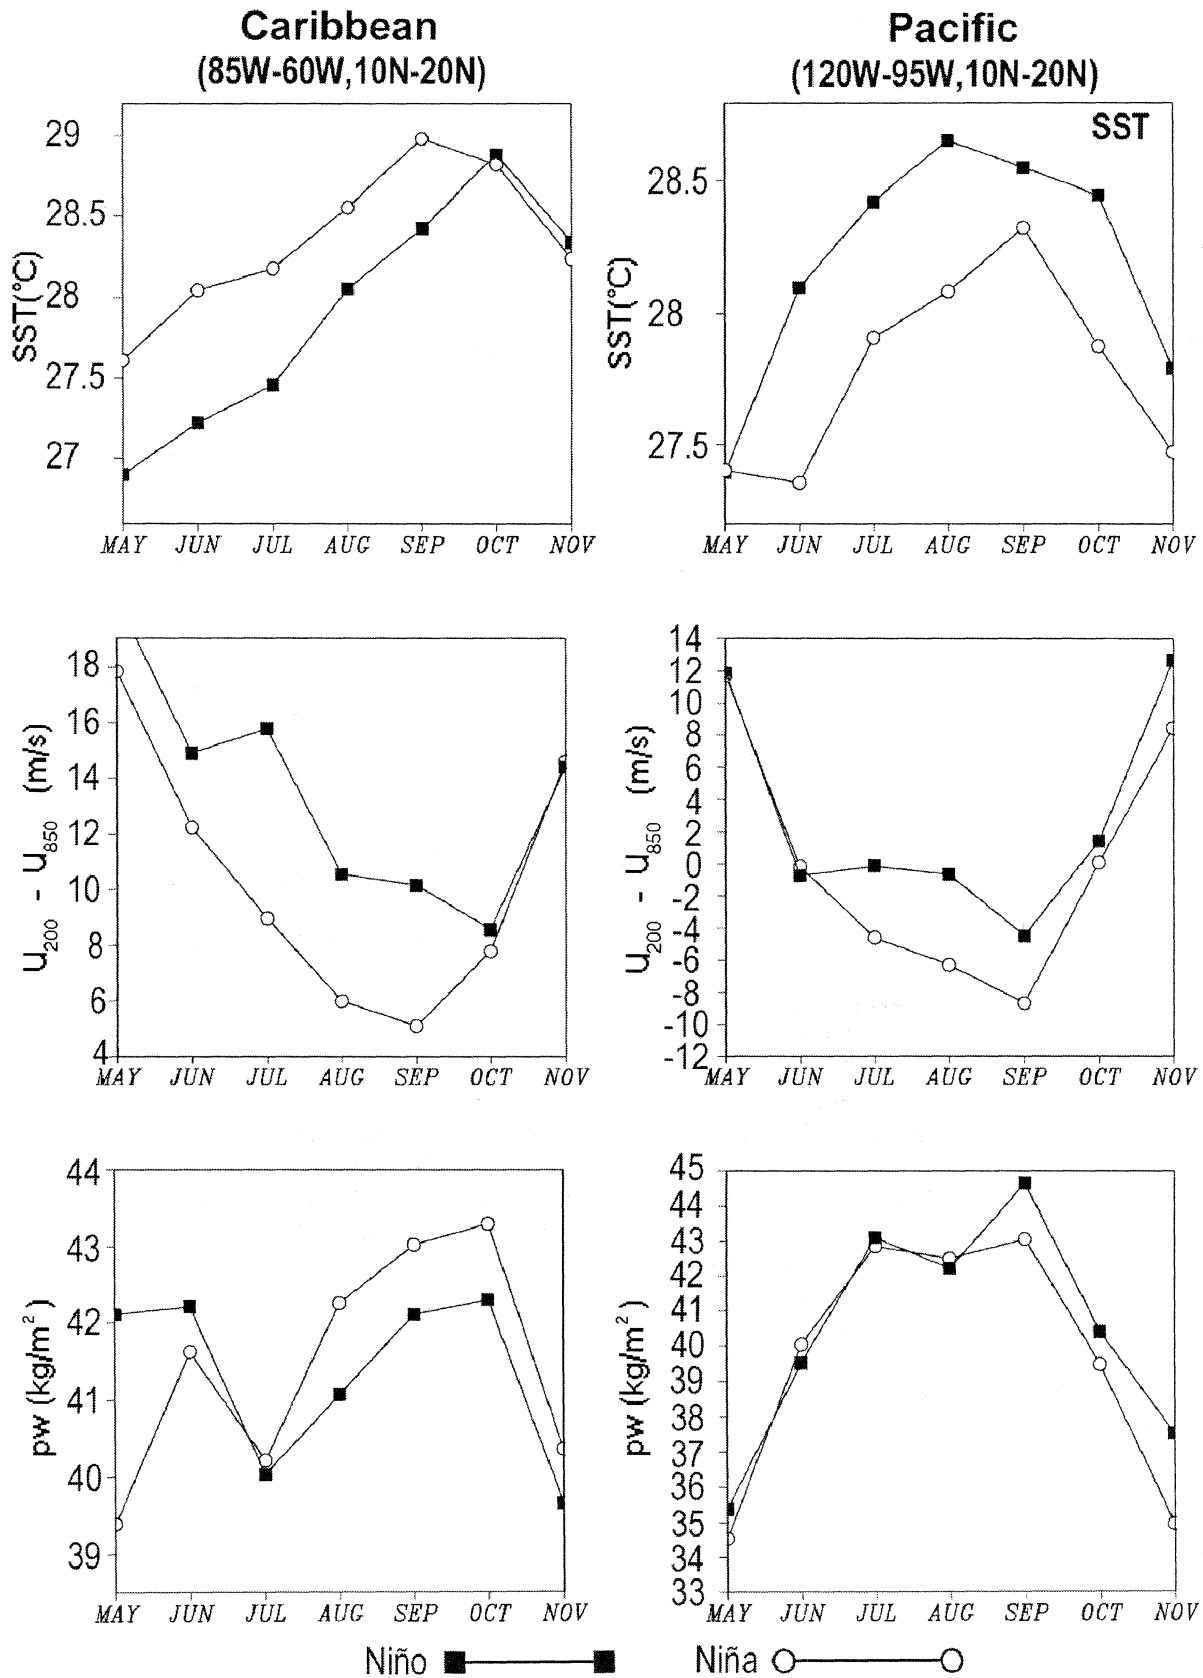 Caribbean
(85W-60W,10N-20N)
Pacific
(120W-95W,10N-20N)
SST(°C)
29
28.5
28
27.5
27
MAY JUN JUL AUG SEP OCT NOV
SST
SST(°C)
28.5
28
27.5
MAY JUN JUL AUG SEP OCT NOV
U200 - U850 (m/s)
18
16
14
12
10
8
6
4
MAY JUN JUL AUG SEP OCT NOV
U200 - U850 (m/s)
14
12
10
8
6
4
2
0
-2
-4
-6
-8
-10
-12
MAY JUN JUL AUG SEP OCT NOV
pw (kg/m²)
44
43
42
41
40
39
MAY JUN JUL AUG SEP OCT NOV
pw (kg/m²)
45
44
43
42
41
40
39
38
37
36
35
34
33
MAY JUN JUL AUG SEP OCT NOV
Niño Niña